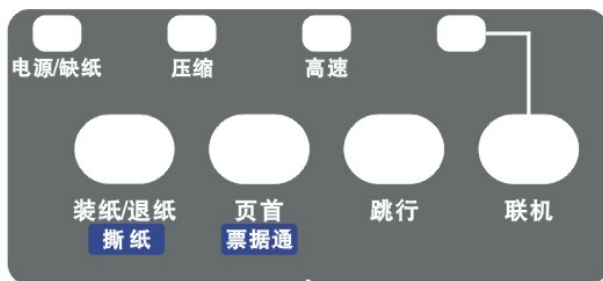 电源/缺纸 压缩 高速
装纸/退纸 页首 跳行 联机
撕纸 票据通